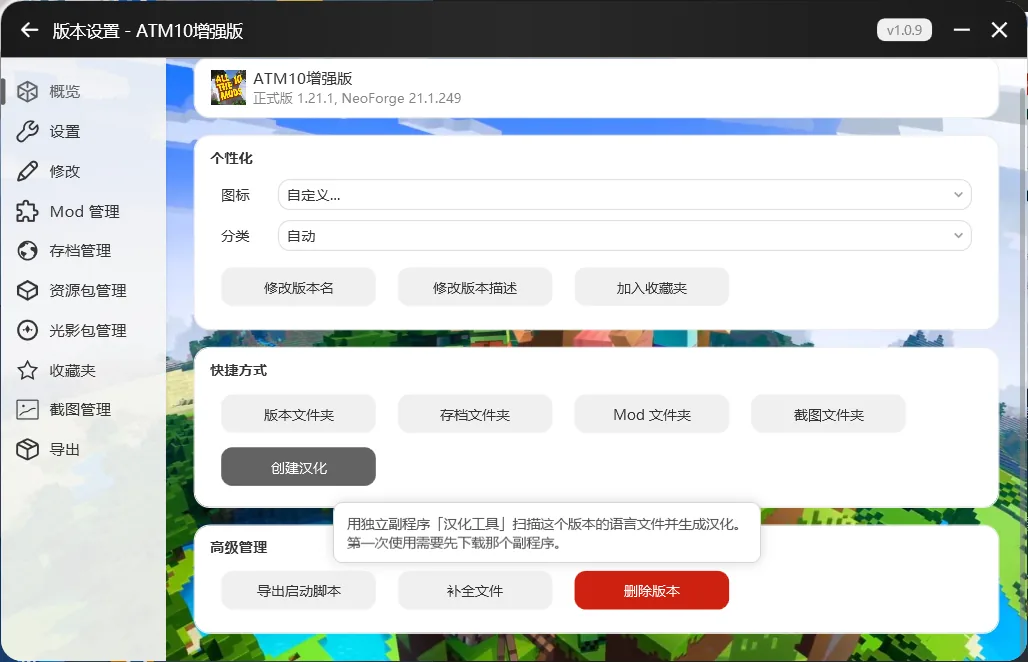 版本设置 - ATM10增强版
v1.0.9
概览
设置
修改
Mod 管理
存档管理
资源包管理
光影包管理
收藏夹
截图管理
导出
ALL THE 10 MODS
ATM10增强版
正式版 1.21.1, NeoForge 21.1.249
个性化
图标
自定义...
分类
自动
修改版本名
修改版本描述
加入收藏夹
快捷方式
版本文件夹
存档文件夹
Mod 文件夹
截图文件夹
创建汉化
用独立副程序「汉化工具」扫描这个版本的语言文件并生成汉化。
第一次使用需要先下载那个副程序。
高级管理
导出启动脚本
补全文件
删除版本